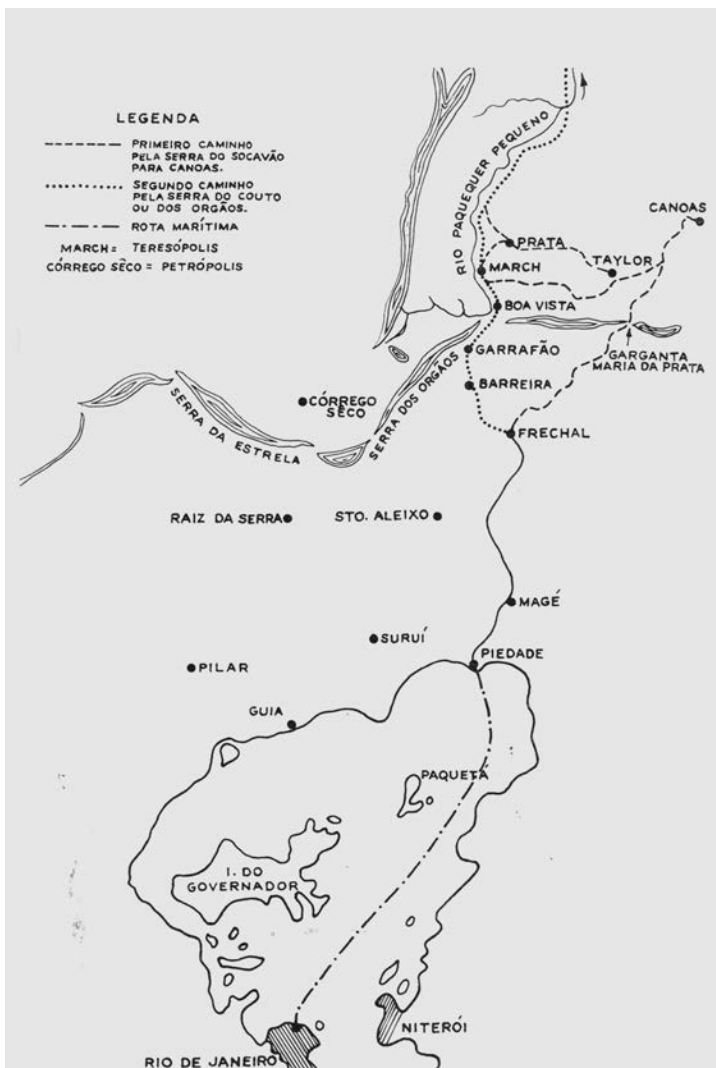 LEGENDA
PRIMEIRO CAMINHO
PELA SERRA DO SOCAVÃO
PARA CANOAS.
SEGUNDO CAMINHO
PELA SERRA DO COUTO
OU DOS ORGÃOS.
ROTA MARÍTIMA
MARCH = TERESÓPOLIS
CÓRREGO SÊCO = PETRÓPOLIS
RIO PAQUEQUER PEQUENO
CANOAS
PRATA
TAYLOR
MARCH
BOA VISTA
GARRAFÃO
GARGANTA
MARIA DA PRATA
BARREIRA
CÓRREGO
SÊCO
SERRA DOS ORGÃOS
SERRA DA ESTRELA
FRECHAL
RAIZ DA SERRA
STO. ALEIXO
MAGÉ
SURUÍ
PIEDADE
PILAR
GUIA
PAQUETÁ
I. DO
GOVERNADOR
NITERÓI
RIO DE JANEIRO